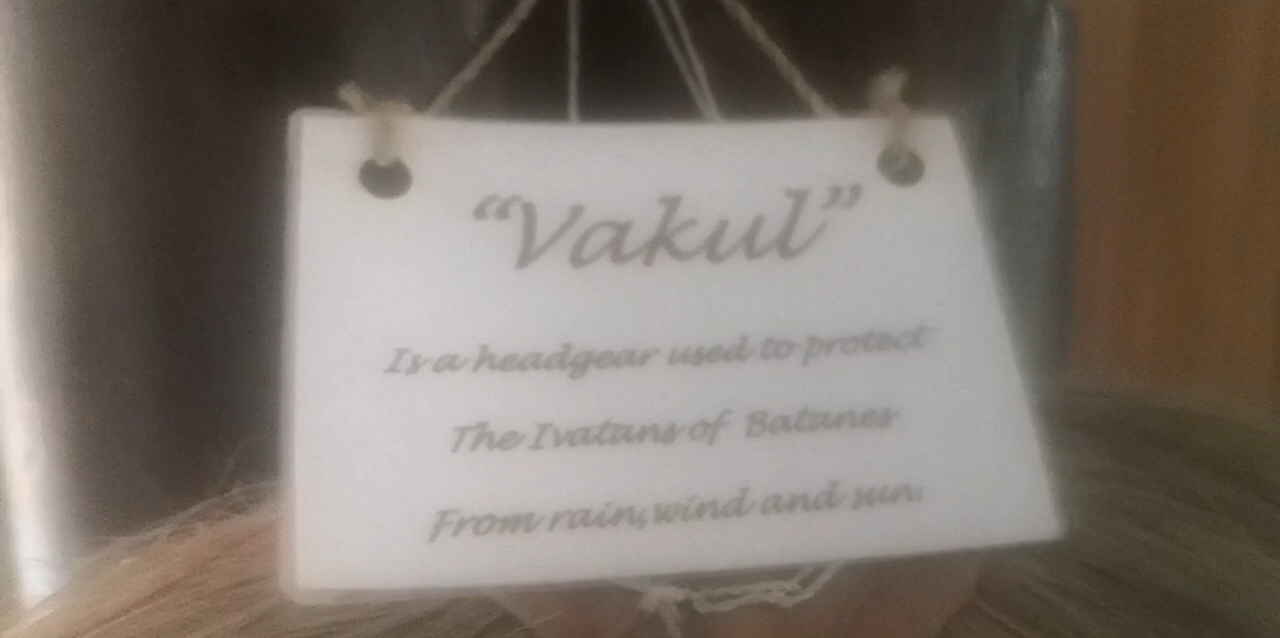 “Vakul”
Is a headgear used to protect
The Ivatans of Batanes
From rain, wind and sun.